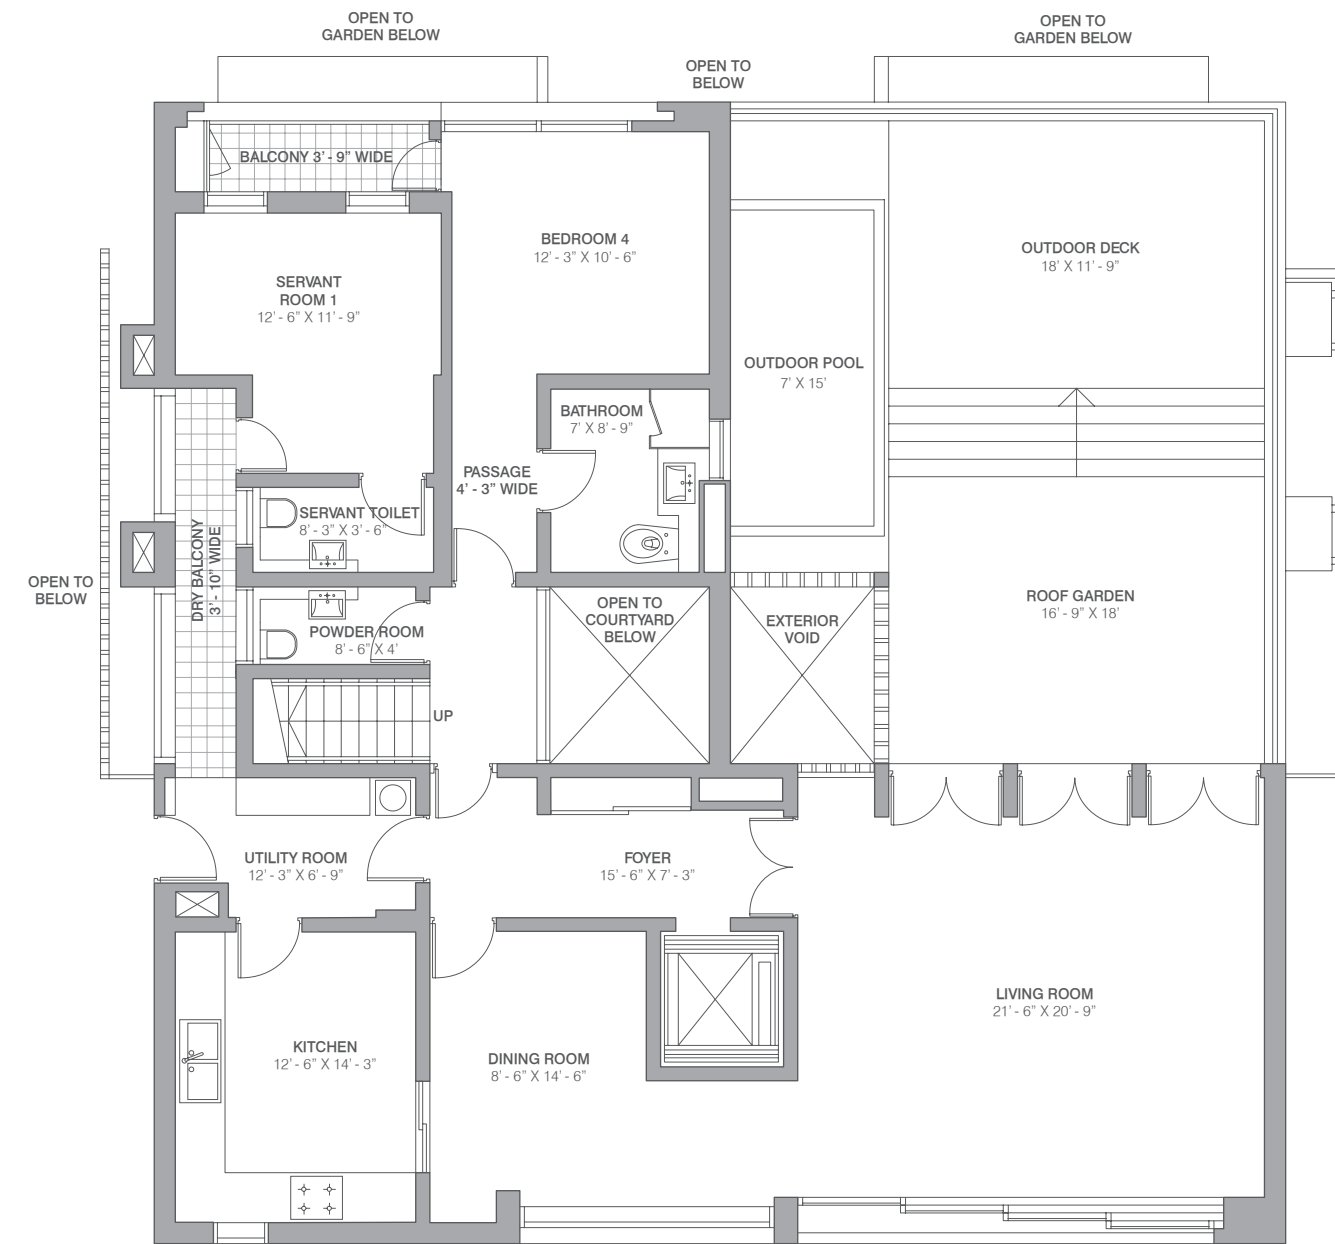 OPEN TO
GARDEN BELOW
OPEN TO
GARDEN BELOW
OPEN TO
BELOW
BALCONY 3' - 9" WIDE
BEDROOM 4
12' - 3" X 10' - 6"
OUTDOOR DECK
18' X 11' - 9"
SERVANT
ROOM 1
12' - 6" X 11' - 9"
OUTDOOR POOL
7' X 15'
BATHROOM
7' X 8' - 9"
PASSAGE
4' - 3" WIDE
SERVANT TOILET
8' - 3" X 3' - 6"
DRY BALCONY
3' - 10" WIDE
OPEN TO
BELOW
POWDER ROOM
8' - 6" X 4'
OPEN TO
COURTYARD
BELOW
EXTERIOR
VOID
ROOF GARDEN
16' - 9" X 18'
UP
UTILITY ROOM
12' - 3" X 6' - 9"
FOYER
15' - 6" X 7' - 3"
LIVING ROOM
21' - 6" X 20' - 9"
KITCHEN
12' - 6" X 14' - 3"
DINING ROOM
8' - 6" X 14' - 6"